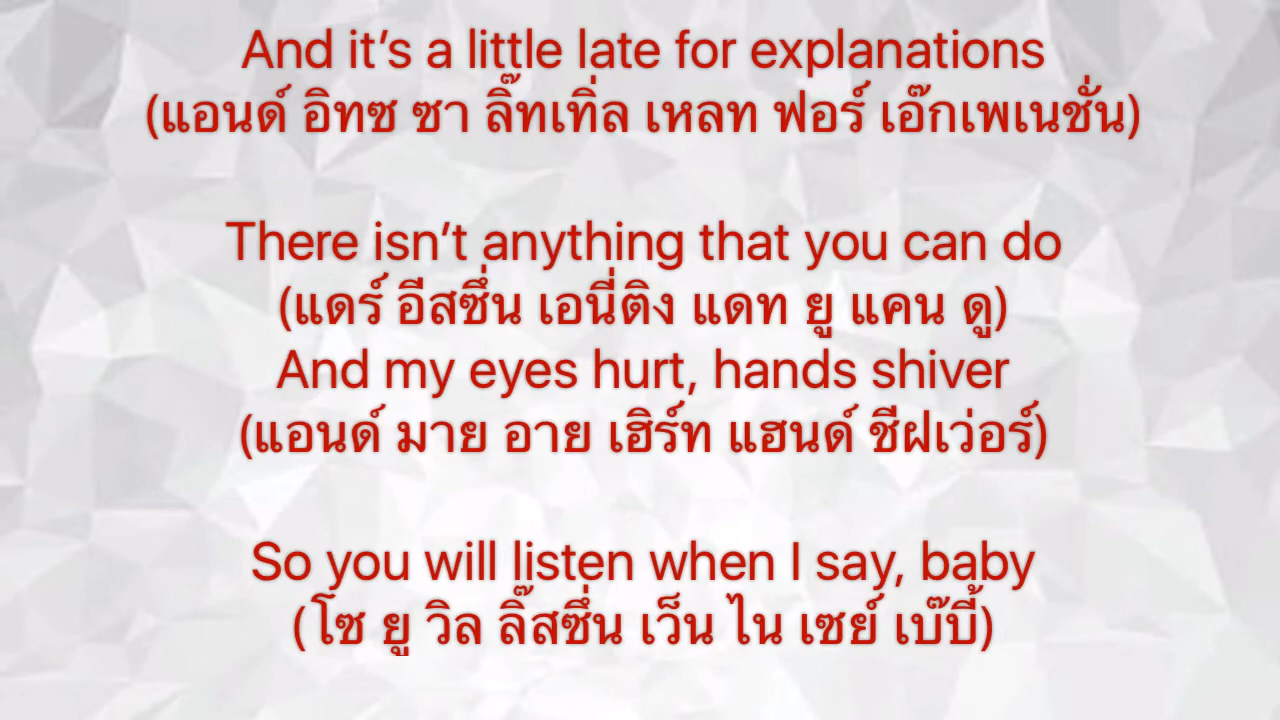 And it’s a little late for explanations
(แอนด์ อิทซ ซา ลิ๊ทเทิ่ล เหลท ฟอร์ เอ๊กเพเนชั่น)
There isn’t anything that you can do
(แดร์ อีสซึ่น เอนี่ติง แดท ยู แคน ดู)
And my eyes hurt, hands shiver
(แอนด์ มาย อาย เฮิร์ท แฮนด์ ชีฝเว่อร์)
So you will listen when I say, baby
(โซ ยู วิล ลิ๊สซึ่น เว็น ไน เซย์ เบ๊บี้)